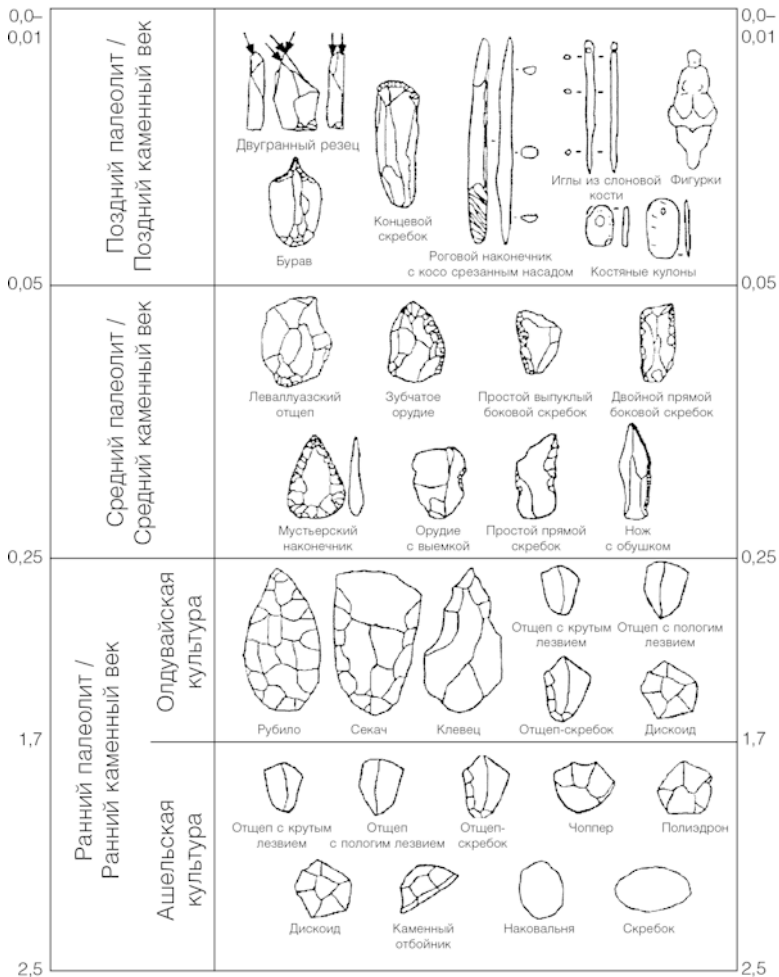 0,0–
0,01
0,0–
0,01
Поздний палеолит /
Поздний каменный век
Двугранный резец
Бурав
Концевой
скребок
Роговой наконечник
с косо срезанным насадом
Иглы из слоновой
кости
Фигурки
Костяные кулоны
0,05
0,05
Средний палеолит /
Средний каменный век
Леваллуазский
отщеп
Зубчатое
орудие
Простой выпуклый
боковой скребок
Двойной прямой
боковой скребок
Мустьерский
наконечник
Орудие
с выемкой
Простой прямой
скребок
Нож
с обушком
0,25
0,25
Ранний палеолит /
Ранний каменный век
Олдувайская
культура
Рубило
Секач
Клевец
Отщеп с крутым
лезвием
Отщеп с пологим
лезвием
Отщеп-скребок
Дискоид
1,7
1,7
Ашельская
культура
Отщеп с крутым
лезвием
Отщеп
с пологим лезвием
Отщеп-
скребок
Чоппер
Полиэдрон
Дискоид
Каменный
отбойник
Наковальня
Скребок
2,5
2,5